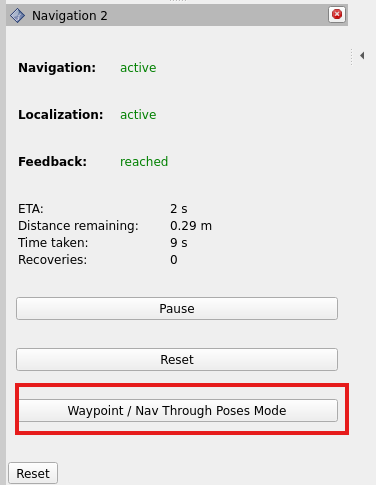 Navigation 2
Navigation: active
Localization: active
Feedback: reached
ETA: 2 s
Distance remaining: 0.29 m
Time taken: 9 s
Recoveries: 0
Pause
Reset
Waypoint / Nav Through Poses Mode
Reset